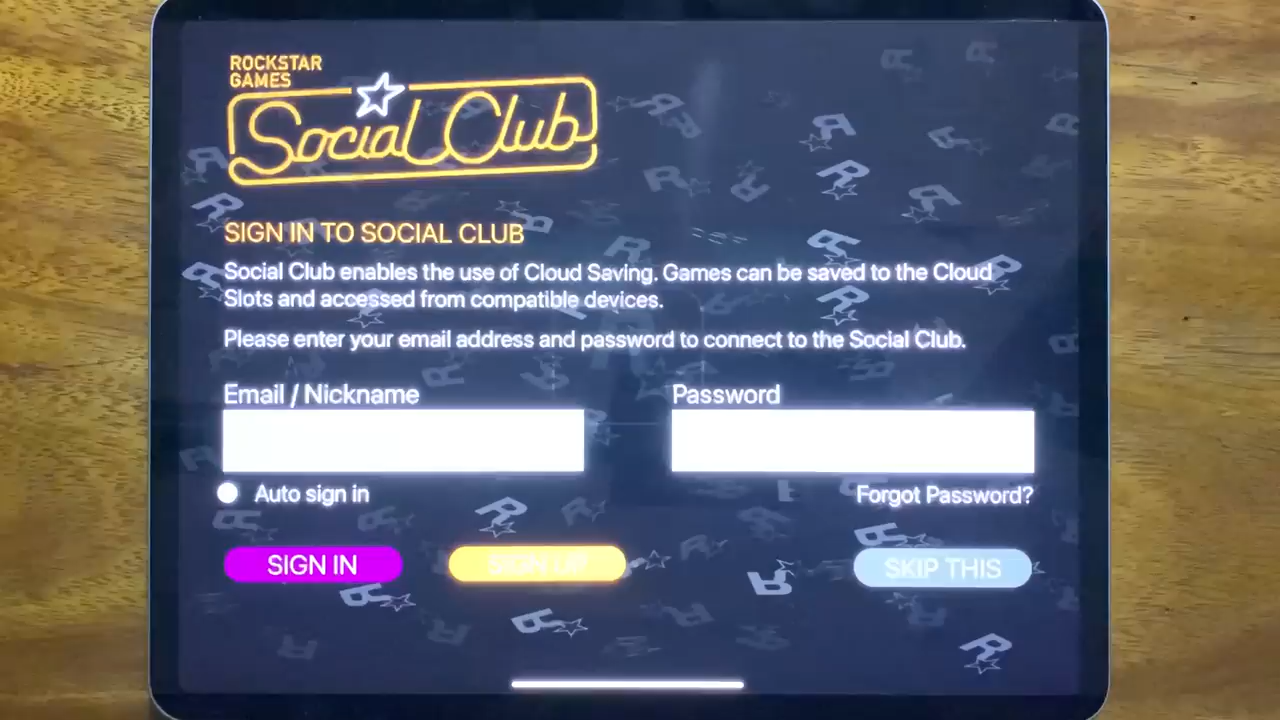 ROCKSTAR
GAMES
Social Club
SIGN IN TO SOCIAL CLUB
Social Club enables the use of Cloud Saving. Games can be saved to the Cloud
Slots and accessed from compatible devices.
Please enter your email address and password to connect to the Social Club.
Email / Nickname
Password
Auto sign in
Forgot Password?
SIGN IN
SIGN UP
SKIP THIS